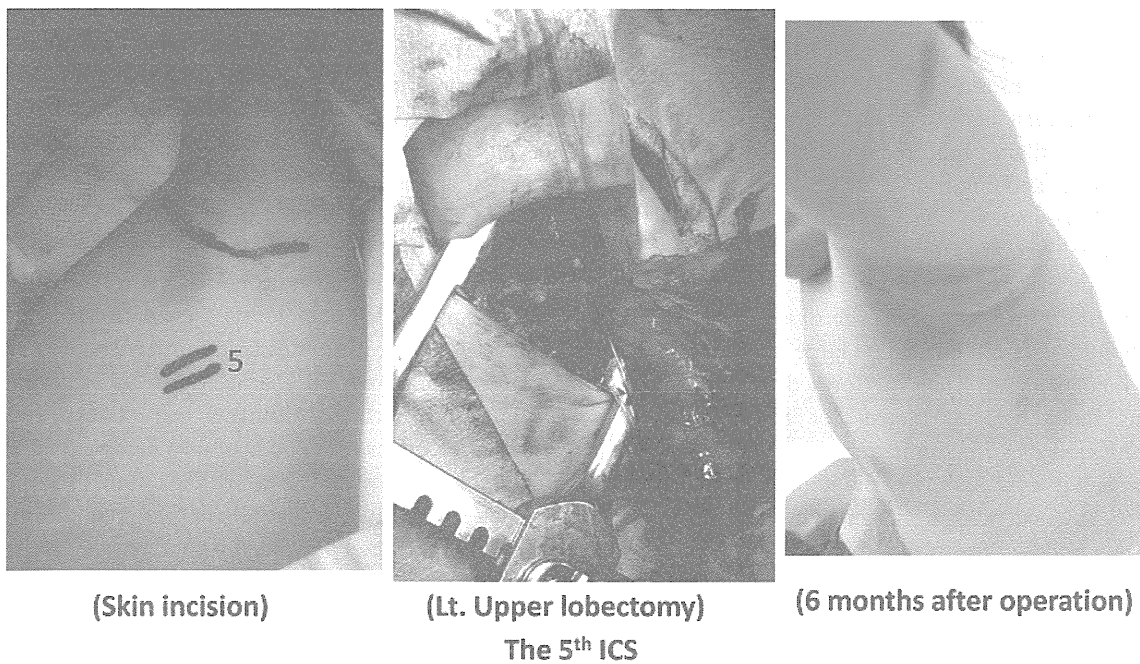 5
(Skin incision)
(Lt. Upper lobectomy)
(6 months after operation)
The 5th ICS